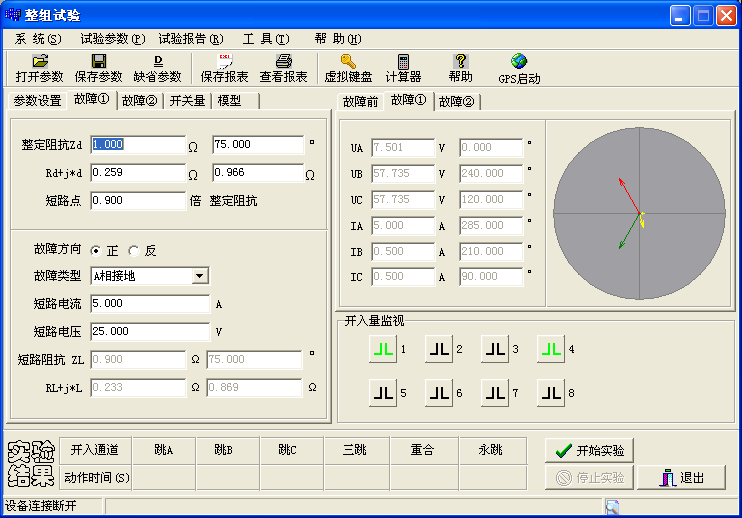 整组试验
系 统(S) 试验参数(P) 试验报告(R) 工 具(T) 帮 助(H)
打开参数 保存参数 缺省参数 保存报表 查看报表 虚拟键盘 计算器 帮助 GPS启动
参数设置 故障① 故障② 开关量 模型
整定阻抗Zd 1.000 Ω 75.000 °
Rd+j*d 0.259 Ω 0.966 Ω
短路点 0.900 倍 整定阻抗
故障方向 正 反
故障类型 A相接地
短路电流 5.000 A
短路电压 25.000 V
短路阻抗 ZL 0.900 Ω 75.000 °
RL+j*L 0.233 Ω 0.869 Ω
故障前 故障① 故障②
UA 7.501 V 0.000 °
UB 57.735 V 240.000 °
UC 57.735 V 120.000 °
IA 5.000 A 285.000 °
IB 0.500 A 210.000 °
IC 0.500 A 90.000 °
开入量监视
1 2 3 4
5 6 7 8
实验结果
开入通道 跳A 跳B 跳C 三跳 重合 永跳
动作时间(S)
开始实验
停止实验 退出
设备连接断开